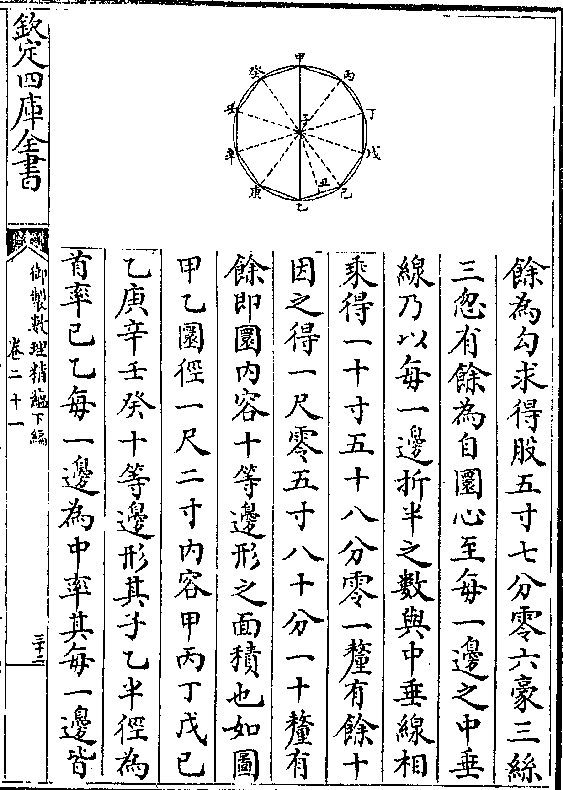 餘為勾求得股五寸七分零六豪三絲
三忽有餘為自圜心至每一邊之中垂
線乃以每一邊折半之數與中垂線相
乘得一十寸五十八分零一釐有餘十
因之得一尺零五寸八十分一十釐有
餘即圜内容十等邊形之面積也如圖
甲乙圜徑一尺二寸内容甲丙丁戊己
乙庚辛壬癸十等邊形其子乙半徑為
首率己乙每一邊為中率其每一邊皆
甲
丙
丁
戊
己
丑
乙
庚
辛
壬
癸
子
欽定四庫全書
御製數理精蘊下編
卷二十一
三十二